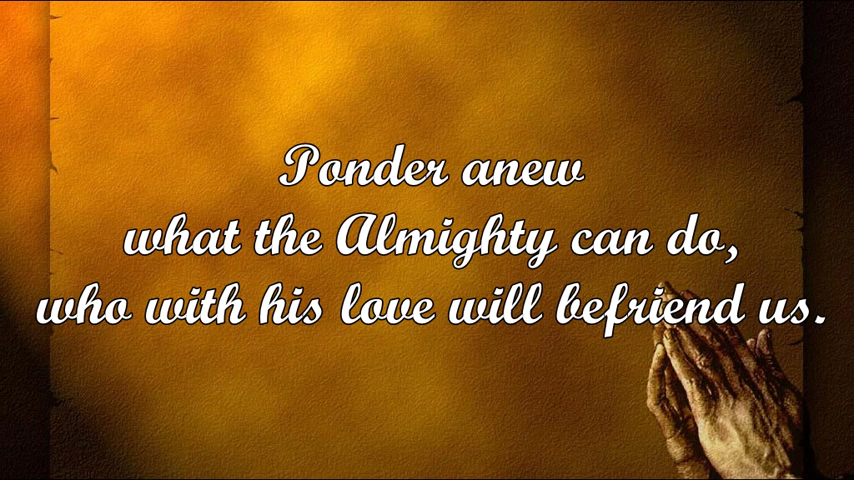 Ponder anew
what the Almighty can do,
who with his love will befriend us.